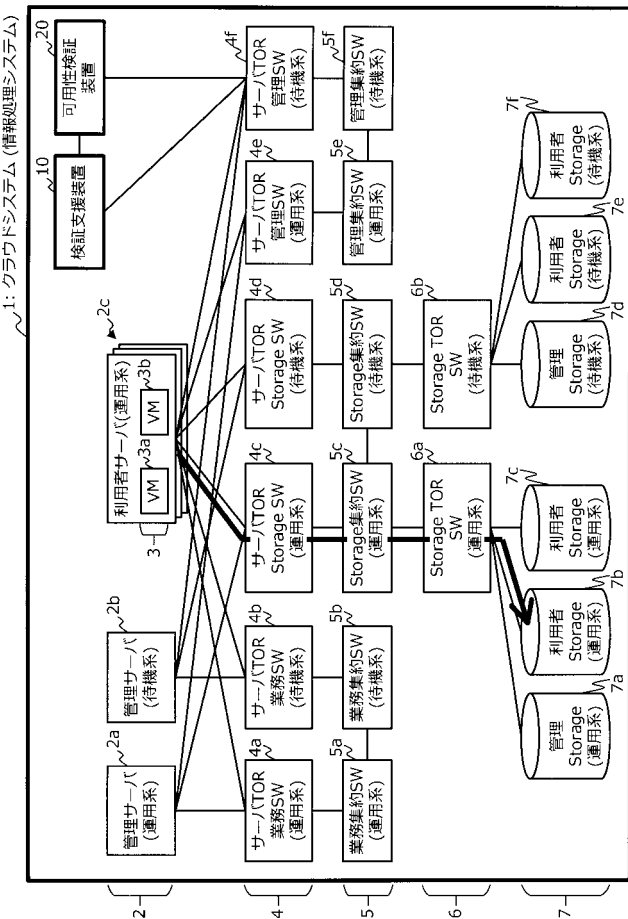 1: クラウドシステム(情報処理システム)
10
検証支援装置
20
可用性検証
装置
2
2a
管理サーバ
(運用系)
2b
管理サーバ
(待機系)
2c
利用者サーバ(運用系)
3
3a
VM
3b
VM
4
4a
サーバTOR
業務SW
(運用系)
4b
サーバTOR
業務SW
(待機系)
4c
サーバTOR
Storage SW
(運用系)
4d
サーバTOR
Storage SW
(待機系)
4e
サーバTOR
管理SW
(運用系)
4f
サーバTOR
管理SW
(待機系)
5
5a
業務集約SW
(運用系)
5b
業務集約SW
(待機系)
5c
Storage集約SW
(運用系)
5d
Storage集約SW
(待機系)
5e
管理集約SW
(運用系)
5f
管理集約SW
(待機系)
6
6a
Storage TOR
SW
(運用系)
6b
Storage TOR
SW
(待機系)
7
7a
管理
Storage
(運用系)
7b
利用者
Storage
(運用系)
7c
利用者
Storage
(運用系)
7d
管理
Storage
(待機系)
7e
利用者
Storage
(待機系)
7f
利用者
Storage
(待機系)